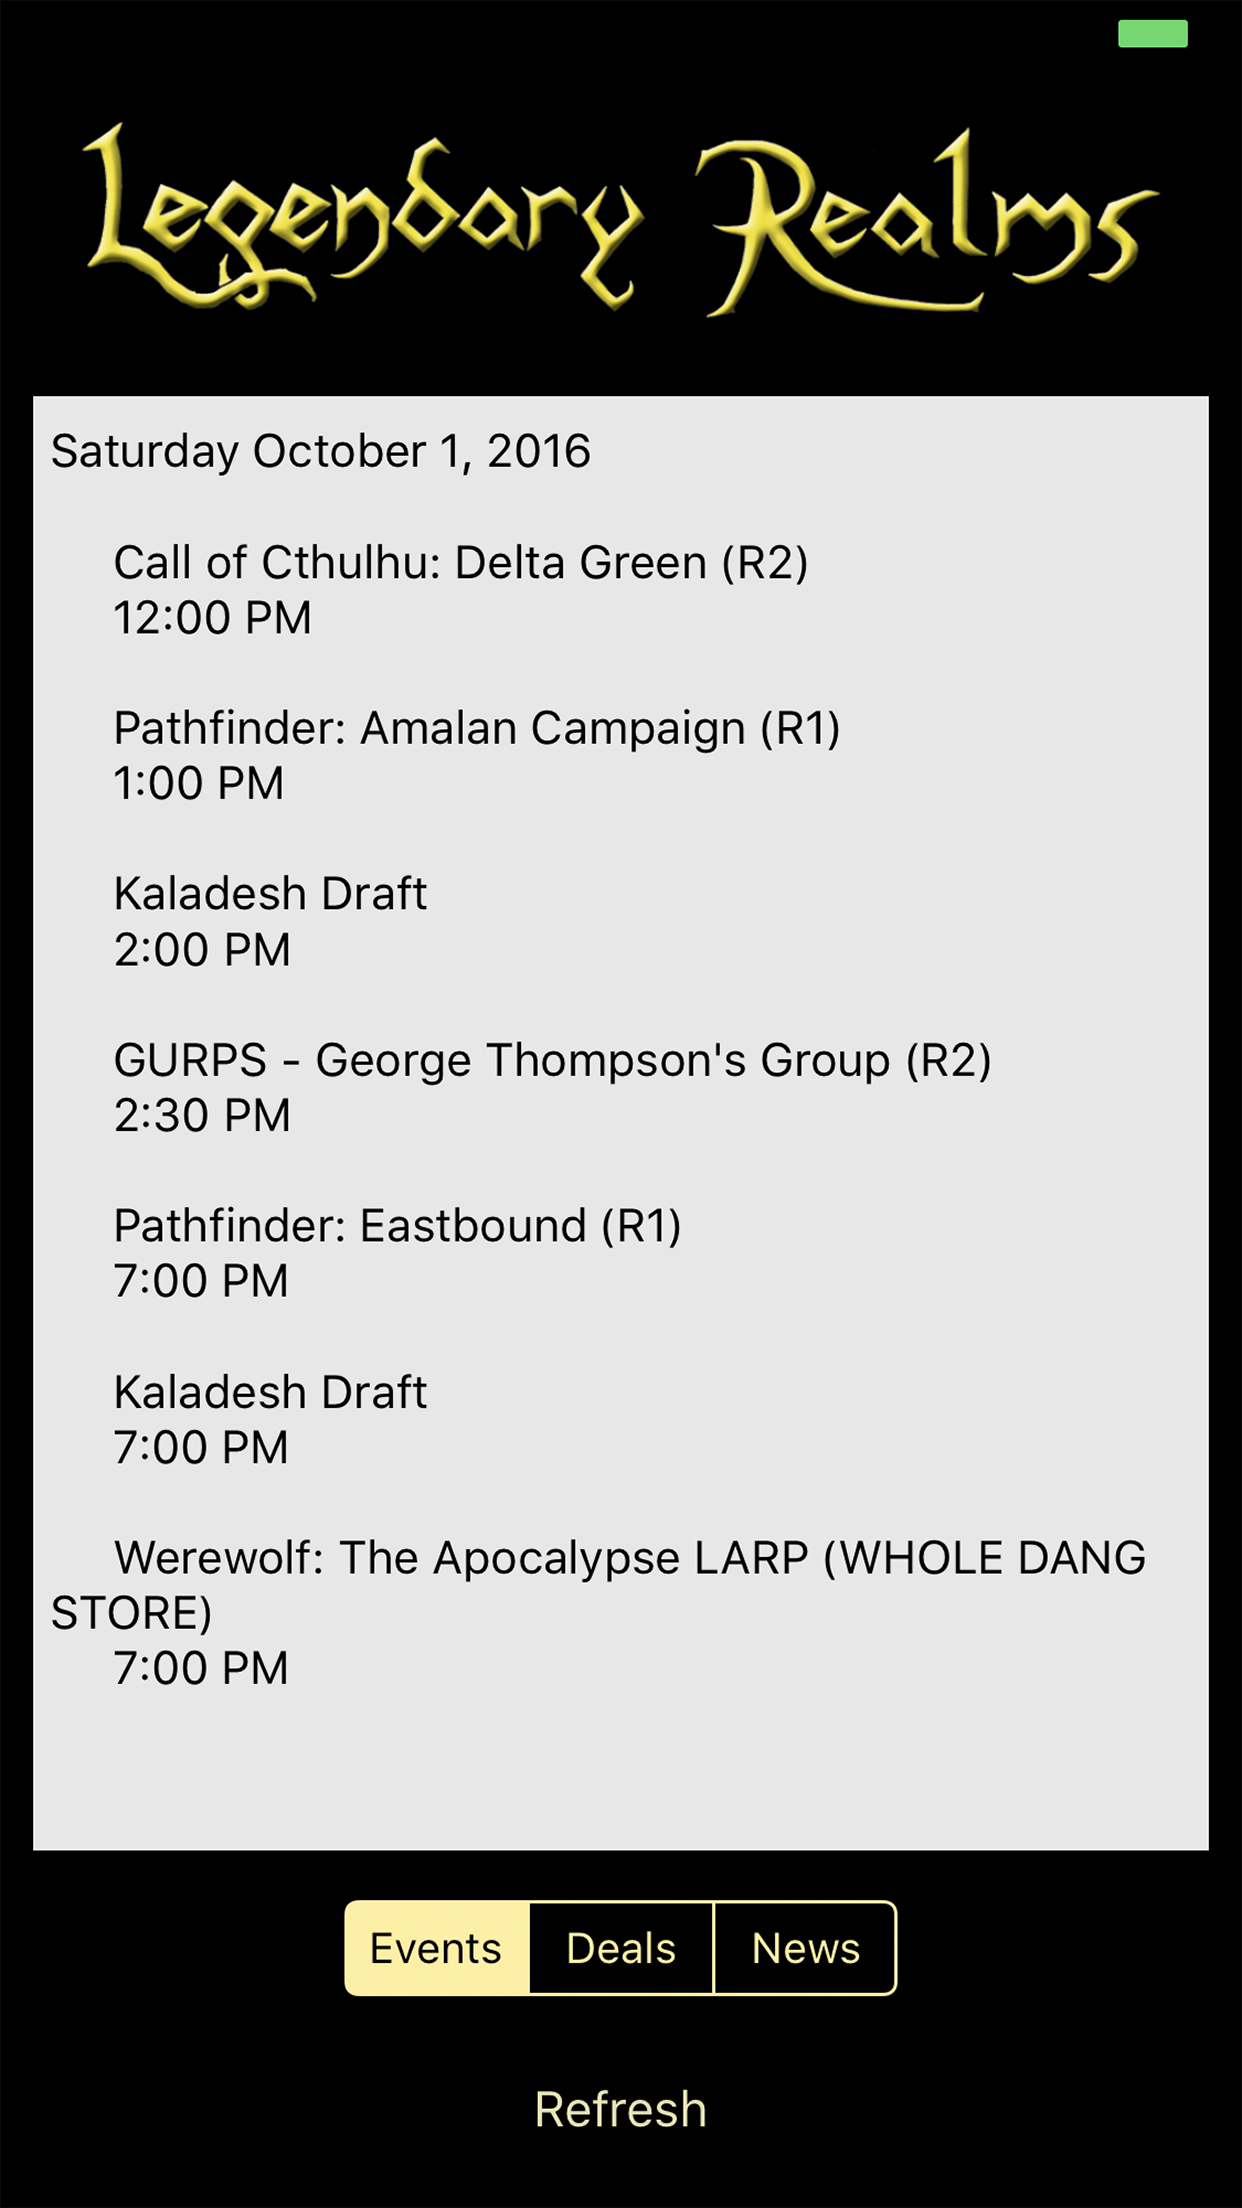 Legendary Realms
Saturday October 1, 2016
Call of Cthulhu: Delta Green (R2)
12:00 PM
Pathfinder: Amalan Campaign (R1)
1:00 PM
Kaladesh Draft
2:00 PM
GURPS - George Thompson's Group (R2)
2:30 PM
Pathfinder: Eastbound (R1)
7:00 PM
Kaladesh Draft
7:00 PM
Werewolf: The Apocalypse LARP (WHOLE DANG
STORE)
7:00 PM
Events Deals News
Refresh